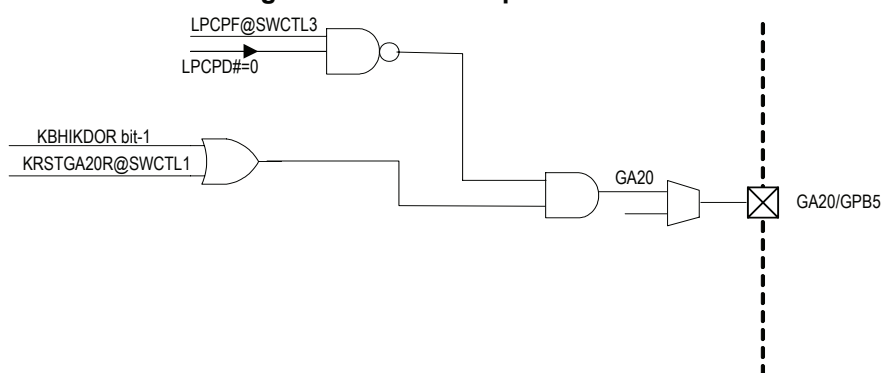 LPCPF@SWCTL3
LPCPD#=0
KBHIKDOR bit-1
KRSTGA20R@SWCTL1
GA20
GA20/GPB5